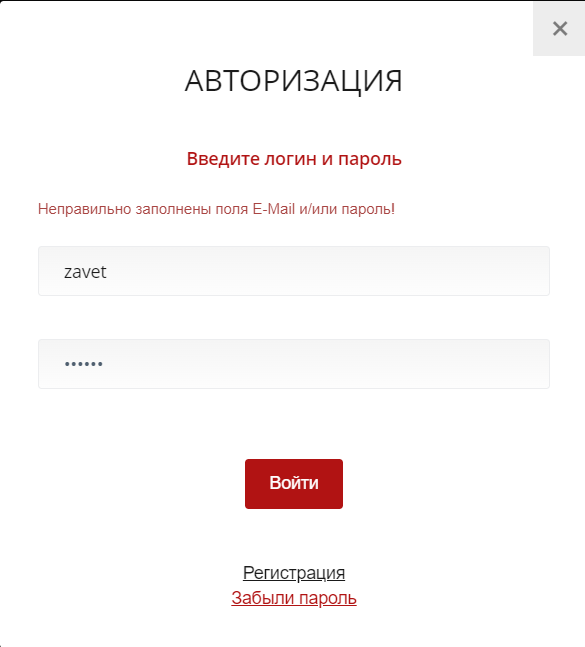 АВТОРИЗАЦИЯ
Введите логин и пароль
Неправильно заполнены поля E-Mail и/или пароль!
zavet
••••••
Войти
Регистрация
Забыли пароль